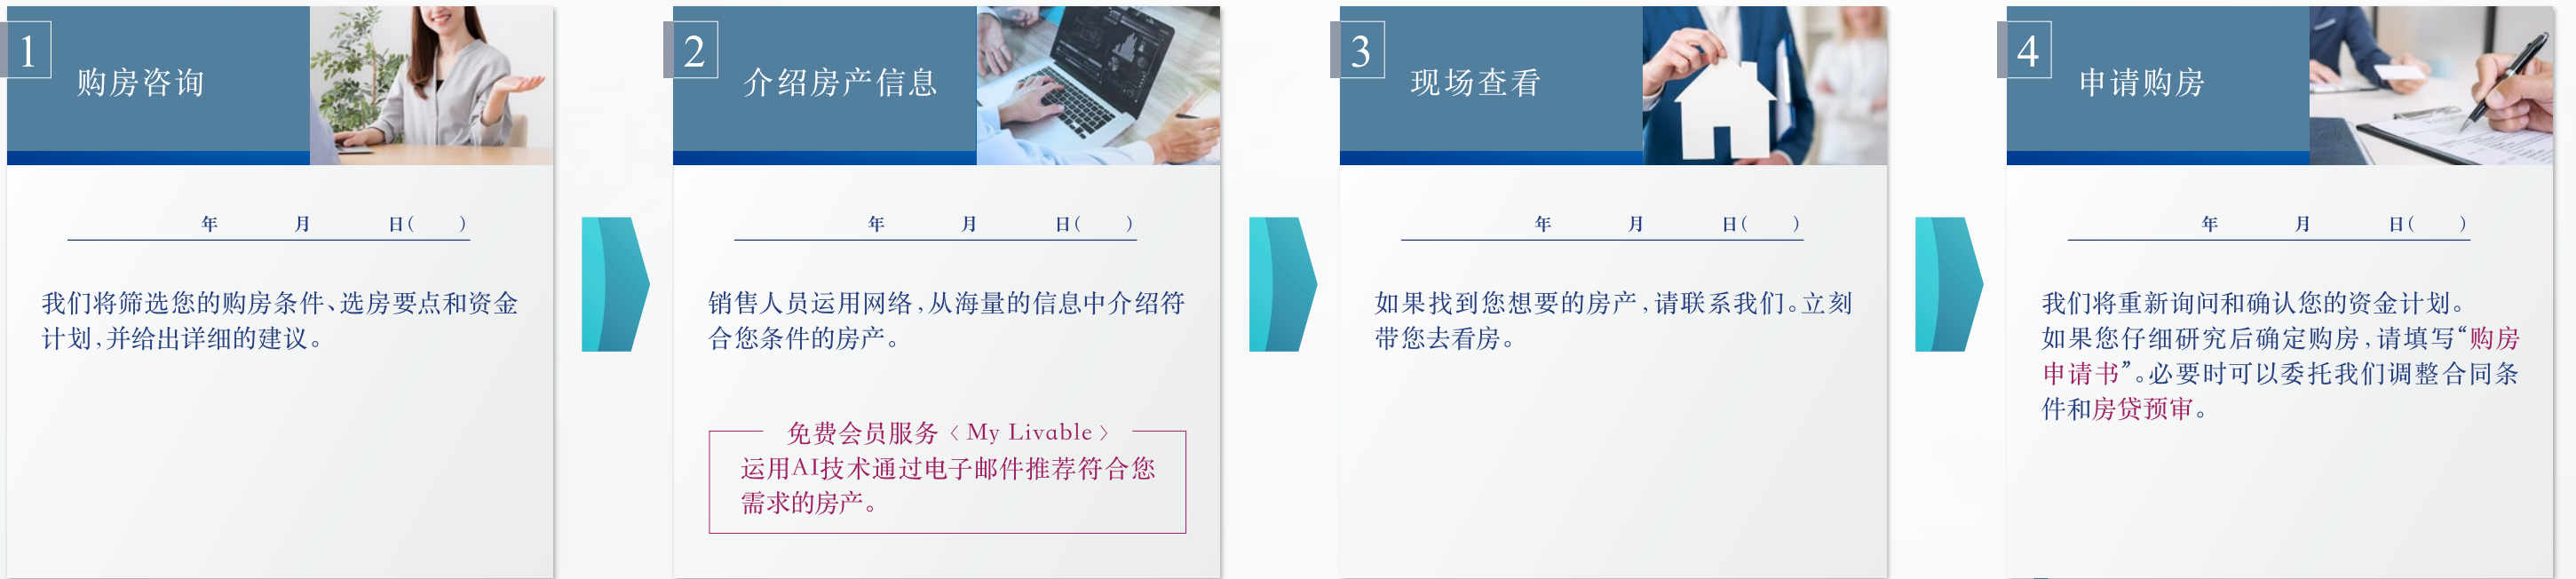 1
购房咨询
年 月 日( )
我们将筛选您的购房条件、选房要点和资金
计划,并给出详细的建议。
2
介绍房产信息
年 月 日( )
销售人员运用网络,从海量的信息中介绍符
合您条件的房产。
免费会员服务〈 My Livable 〉
运用AI技术通过电子邮件推荐符合您
需求的房产。
3
现场查看
年 月 日( )
如果找到您想要的房产,请联系我们。立刻
带您去看房。
4
申请购房
年 月 日( )
我们将重新询问和确认您的资金计划。
如果您仔细研究后确定购房,请填写“购房
申请书”。必要时可以委托我们调整合同条
件和房贷预审。